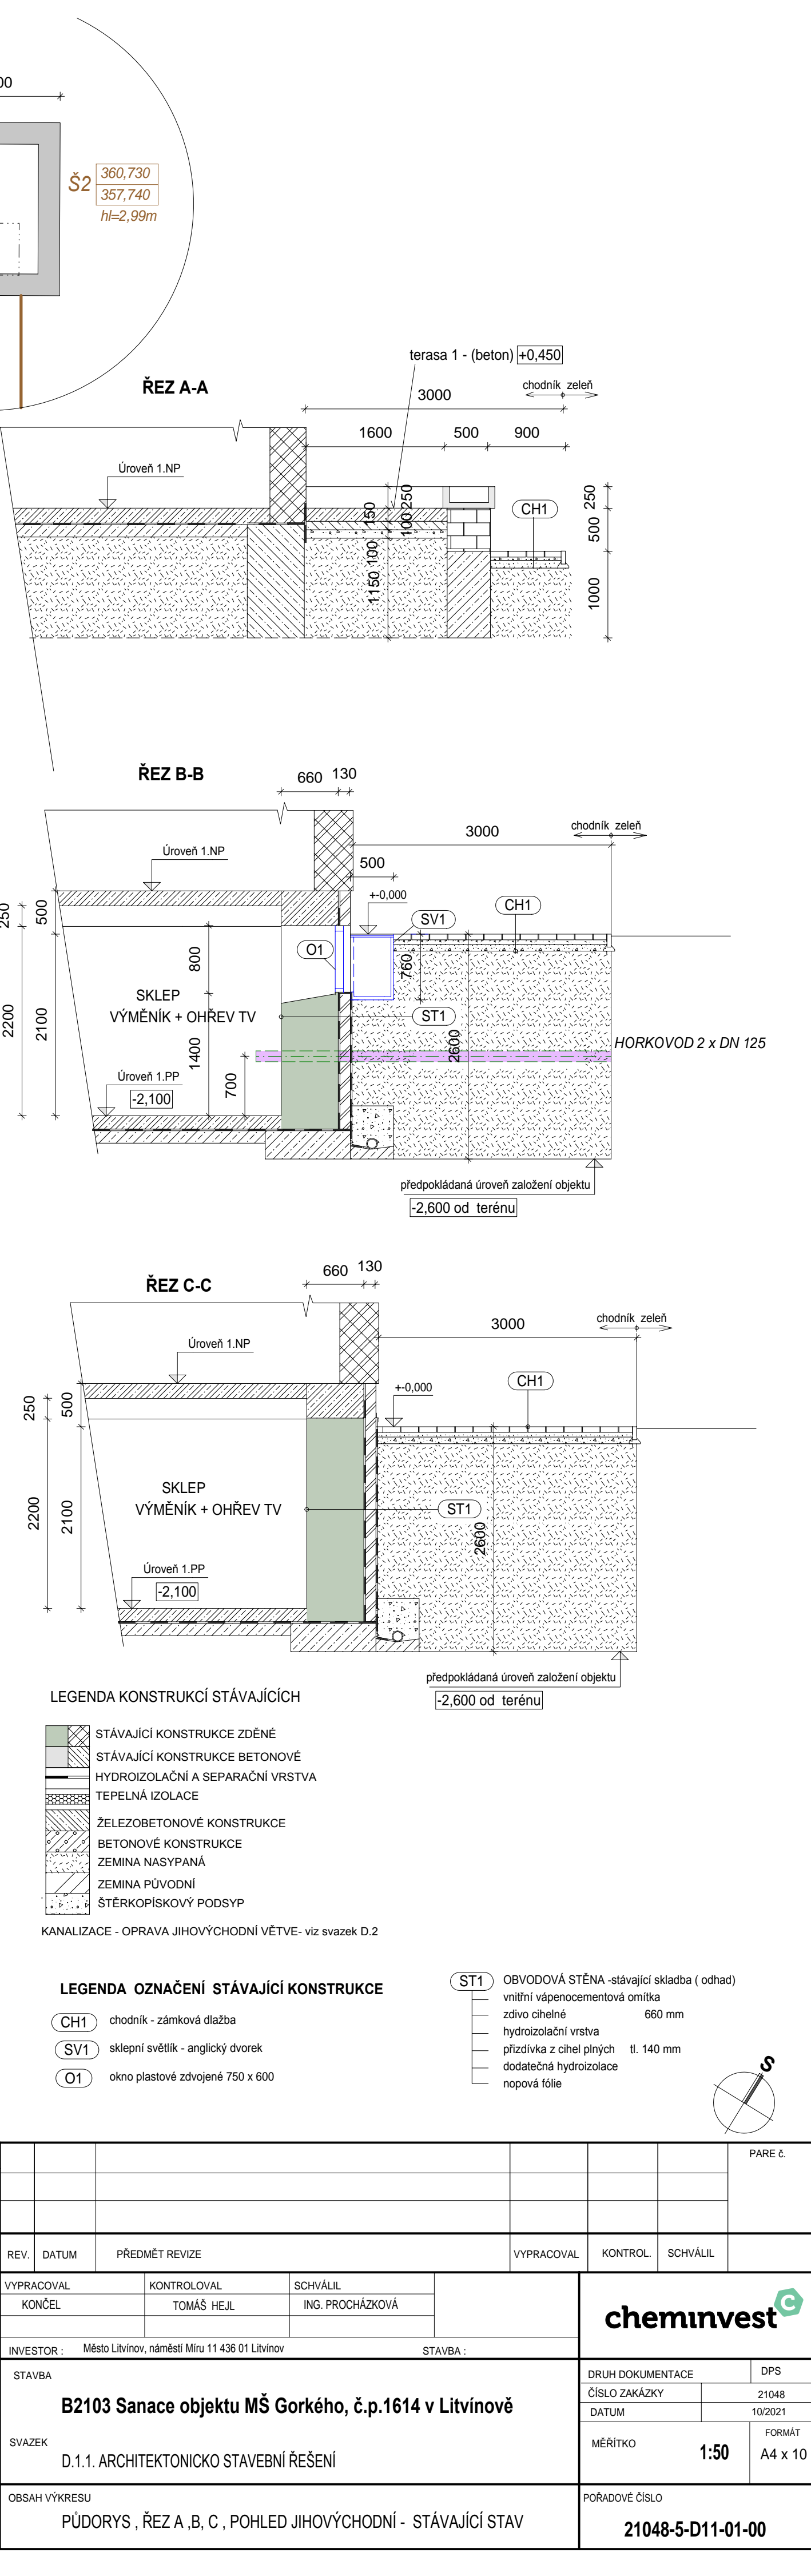 00
Š2
360,730
357,740
hl=2,99m
terasa 1 - (beton) +0,450
ŘEZ A-A
chodník zeleň
3000
1600 500 900
Úroveň 1.NP
250
150
100
100
1150
CH1
250
500
1000
ŘEZ B-B
660 130
chodník zeleň
3000
Úroveň 1.NP
500
+-0,000
CH1
SV1
250
500
O1
800
760
SKLEP
VÝMĚNÍK + OHŘEV TV
ST1
2200
2100
1400
2600
HORKOVOD 2 x DN 125
Úroveň 1.PP
-2,100
700
předpokládaná úroveň založení objektu
-2,600 od terénu
ŘEZ C-C
660 130
chodník zeleň
3000
Úroveň 1.NP
CH1
+-0,000
250
500
SKLEP
VÝMĚNÍK + OHŘEV TV
ST1
2200
2100
2600
Úroveň 1.PP
-2,100
předpokládaná úroveň založení objektu
-2,600 od terénu
LEGENDA KONSTRUKCÍ STÁVAJÍCÍCH
STÁVAJÍCÍ KONSTRUKCE ZDĚNÉ
STÁVAJÍCÍ KONSTRUKCE BETONOVÉ
HYDROIZOLAČNÍ A SEPARAČNÍ VRSTVA
TEPELNÁ IZOLACE
ŽELEZOBETONOVÉ KONSTRUKCE
BETONOVÉ KONSTRUKCE
ZEMINA NASYPANÁ
ZEMINA PŮVODNÍ
ŠTĚRKOPÍSKOVÝ PODSYP
KANALIZACE - OPRAVA JIHOVÝCHODNÍ VĚTVE- viz svazek D.2
LEGENDA OZNAČENÍ STÁVAJÍCÍ KONSTRUKCE
CH1 chodník - zámková dlažba
SV1 sklepní světlík - anglický dvorek
O1 okno plastové zdvojené 750 x 600
ST1 OBVODOVÁ STĚNA -stávající skladba ( odhad)
vnitřní vápenocementová omítka
zdivo cihelné 660 mm
hydroizolační vrstva
přizdívka z cihel plných tl. 140 mm
dodatečná hydroizolace
nopová fólie
S
PARE č.
REV. DATUM PŘEDMĚT REVIZE VYPRACOVAL KONTROL. SCHVÁLIL
VYPRACOVAL KONTROLOVAL SCHVÁLIL
KONČEL TOMÁŠ HEJL ING. PROCHÁZKOVÁ
cheminvest C
INVESTOR : Město Litvínov, náměstí Míru 11 436 01 Litvínov STAVBA :
STAVBA
B2103 Sanace objektu MŠ Gorkého, č.p.1614 v Litvínově
DRUH DOKUMENTACE DPS
ČÍSLO ZAKÁZKY 21048
DATUM 10/2021
SVAZEK
D.1.1. ARCHITEKTONICKO STAVEBNÍ ŘEŠENÍ
MĚŘÍTKO 1:50
FORMÁT
A4 x 10
OBSAH VÝKRESU
PŮDORYS , ŘEZ A ,B, C , POHLED JIHOVÝCHODNÍ - STÁVAJÍCÍ STAV
POŘADOVÉ ČÍSLO
21048-5-D11-01-00